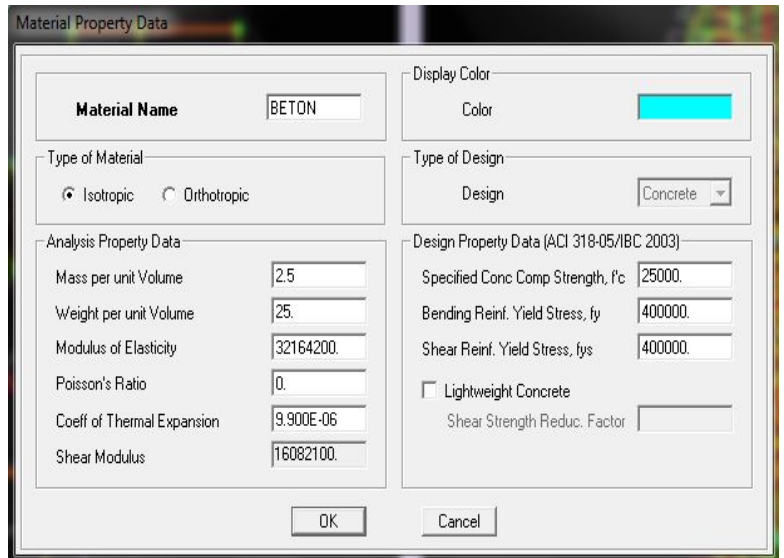 Material Property Data
Material Name BETON
Display Color
Color
Type of Material
Isotropic Orthotropic
Type of Design
Design Concrete
Analysis Property Data
Mass per unit Volume 2.5
Weight per unit Volume 25.
Modulus of Elasticity 32164200.
Poisson's Ratio 0.
Coeff of Thermal Expansion 9.900E-06
Shear Modulus 16082100.
Design Property Data (ACI 318-05/IBC 2003)
Specified Conc Comp Strength, f'c 25000.
Bending Reinf. Yield Stress, fy 400000.
Shear Reinf. Yield Stress, fys 400000.
Lightweight Concrete
Shear Strength Reduc. Factor
OK Cancel